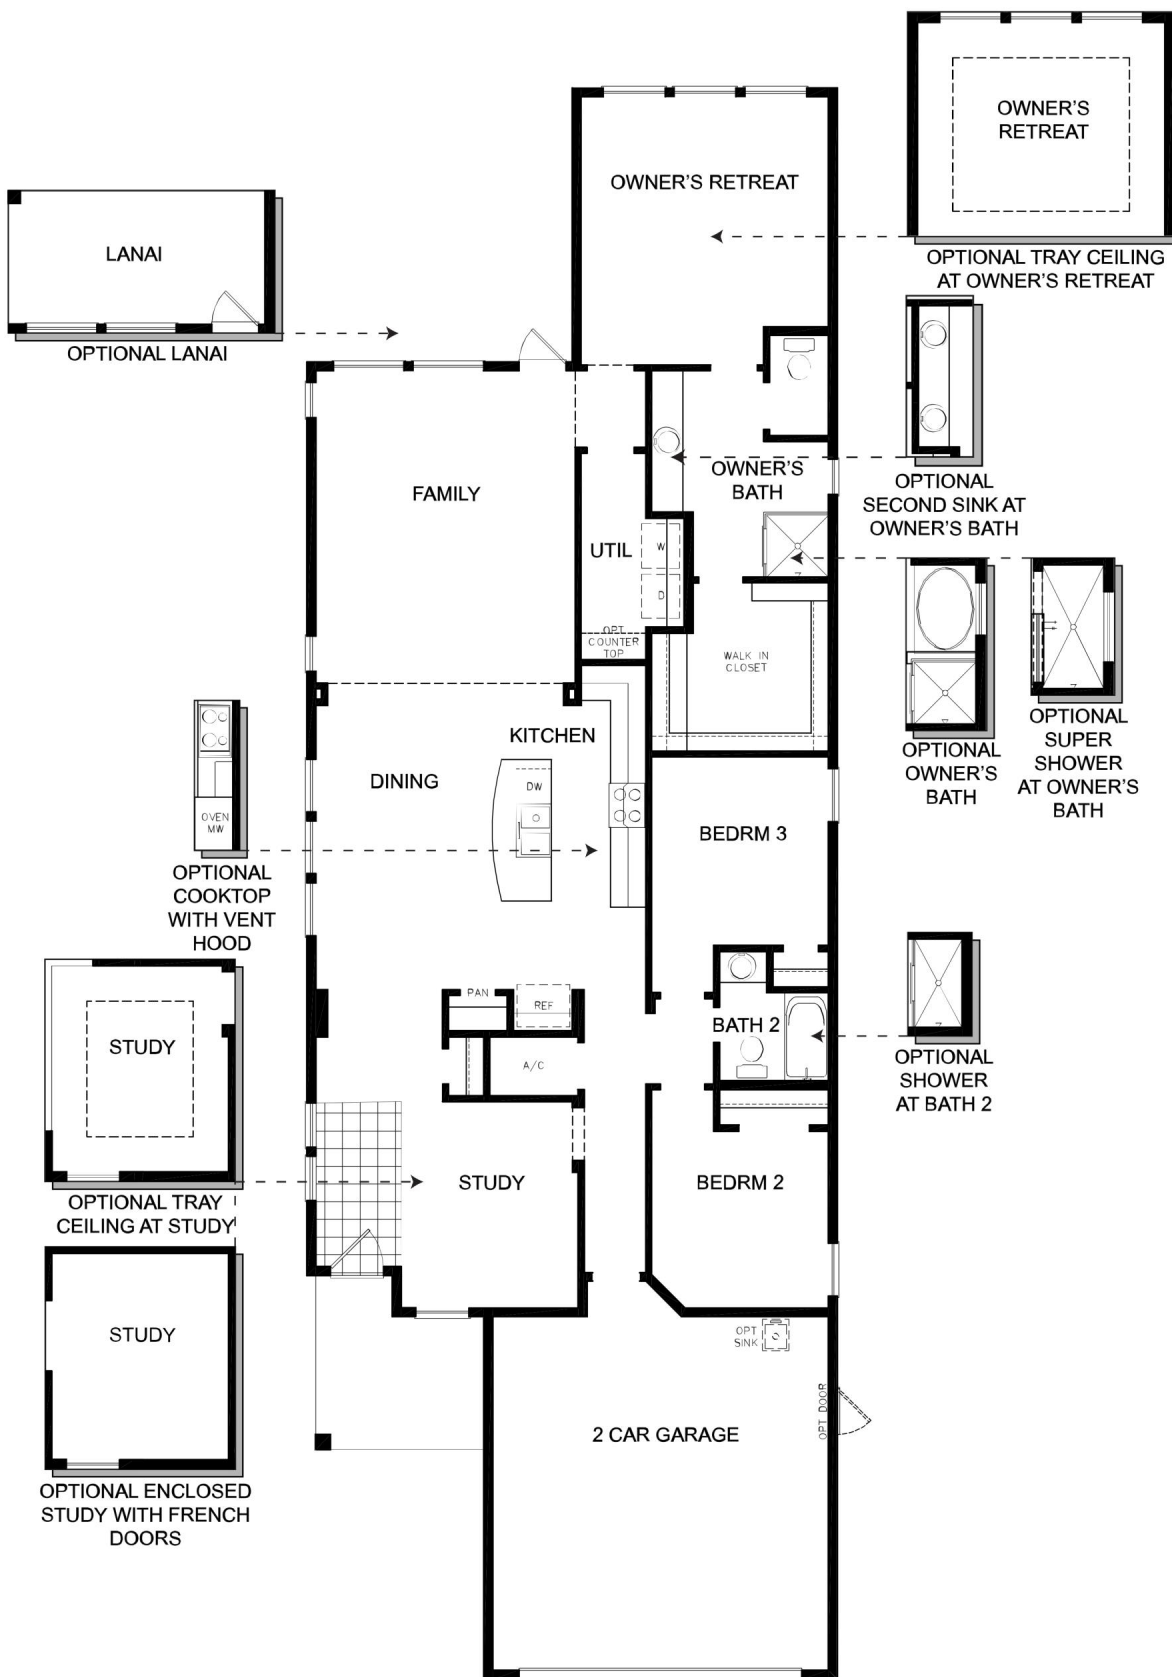 OWNER'S
RETREAT
OPTIONAL TRAY CEILING
AT OWNER'S RETREAT
OWNER'S RETREAT
LANAI
OPTIONAL LANAI
OPTIONAL
SECOND SINK AT
OWNER'S BATH
OWNER'S
BATH
FAMILY
UTIL
W
D
OPT
COUNTER
TOP
WALK IN
CLOSET
OPTIONAL
OWNER'S
BATH
OPTIONAL
SUPER
SHOWER
AT OWNER'S
BATH
KITCHEN
DINING
DW
OVEN
MW
OPTIONAL
COOKTOP
WITH VENT
HOOD
BEDRM 3
PAN
REF
A/C
BATH 2
OPTIONAL
SHOWER
AT BATH 2
STUDY
OPTIONAL TRAY
CEILING AT STUDY
STUDY
BEDRM 2
STUDY
OPTIONAL ENCLOSED
STUDY WITH FRENCH
DOORS
OPT
SINK
OPT DOOR
2 CAR GARAGE